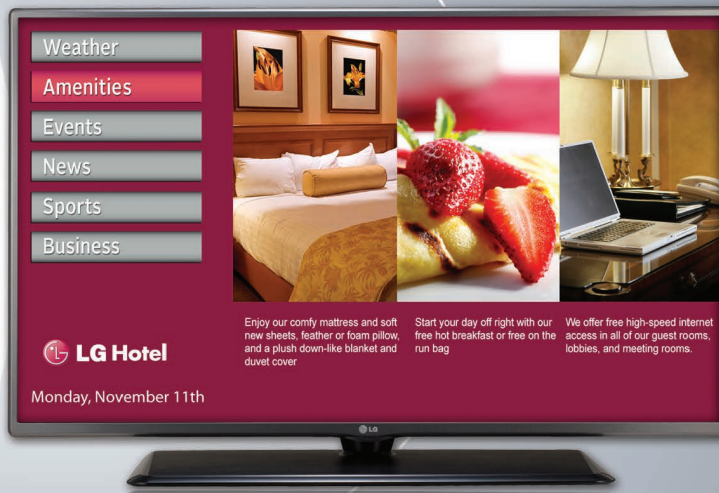 Weather
Amenities
Events
News
Sports
Business
LG Hotel
Monday, November 11th
Enjoy our comfy mattress and soft
new sheets, feather or foam pillow,
and a plush down-like blanket and
duvet cover
Start your day off right with our
free hot breakfast or free on the
run bag
We offer free high-speed internet
access in all of our guest rooms,
lobbies, and meeting rooms.
LG